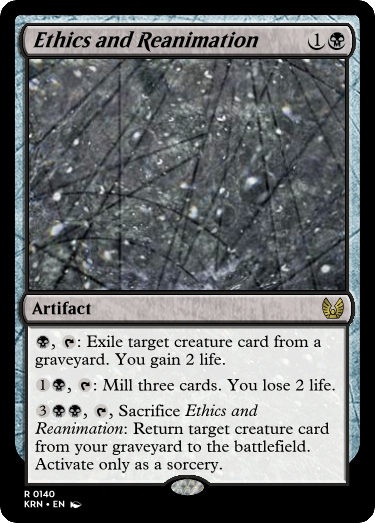 Ethics and Reanimation 1
Artifact
, : Exile target creature card from a
graveyard. You gain 2 life.
1 , : Mill three cards. You lose 2 life.
3 , , Sacrifice Ethics and
Reanimation: Return target creature card
from your graveyard to the battlefield.
Activate only as a sorcery.
R 0140
KRN • EN